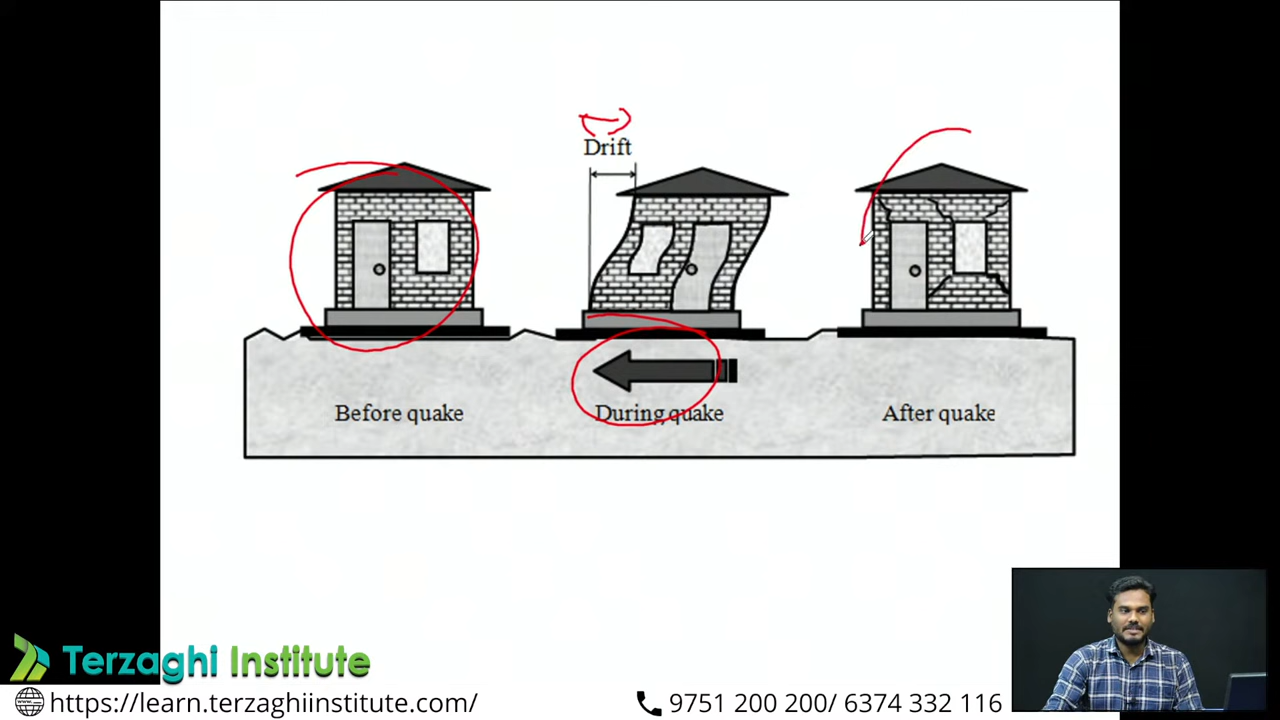 Drift
Before quake
During quake
After quake
Terzaghi Institute
https://learn.terzaghiinstitute.com/
9751 200 200/ 6374 332 116